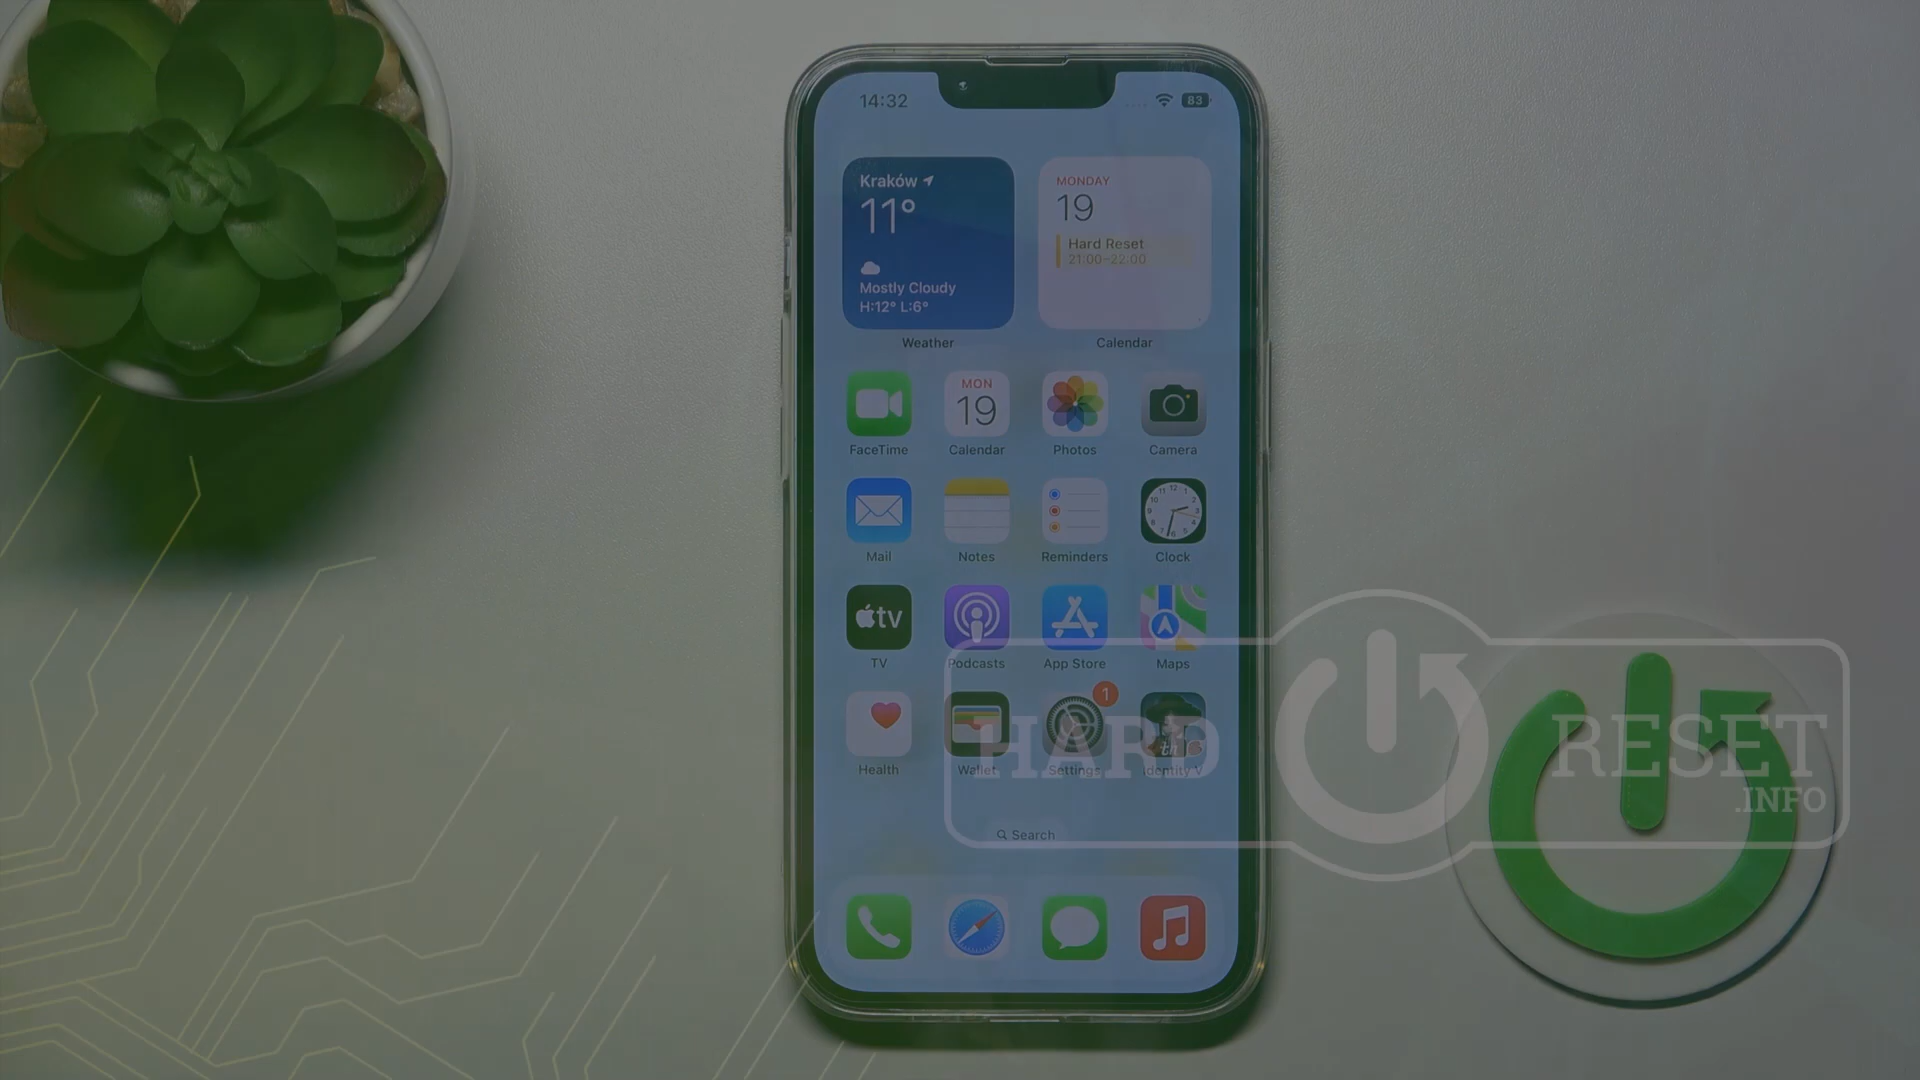 14:32
83
Kraków
11°
Mostly Cloudy
H:12° L:6°
Weather
MONDAY
19
Hard Reset
21:00–22:00
Calendar
FaceTime
MON
19
Calendar
Photos
Camera
Mail
Notes
Reminders
Clock
tv
TV
Podcasts
App Store
Maps
1
Health
Wallet
Settings
Identity V
Search
HARD RESET
.INFO